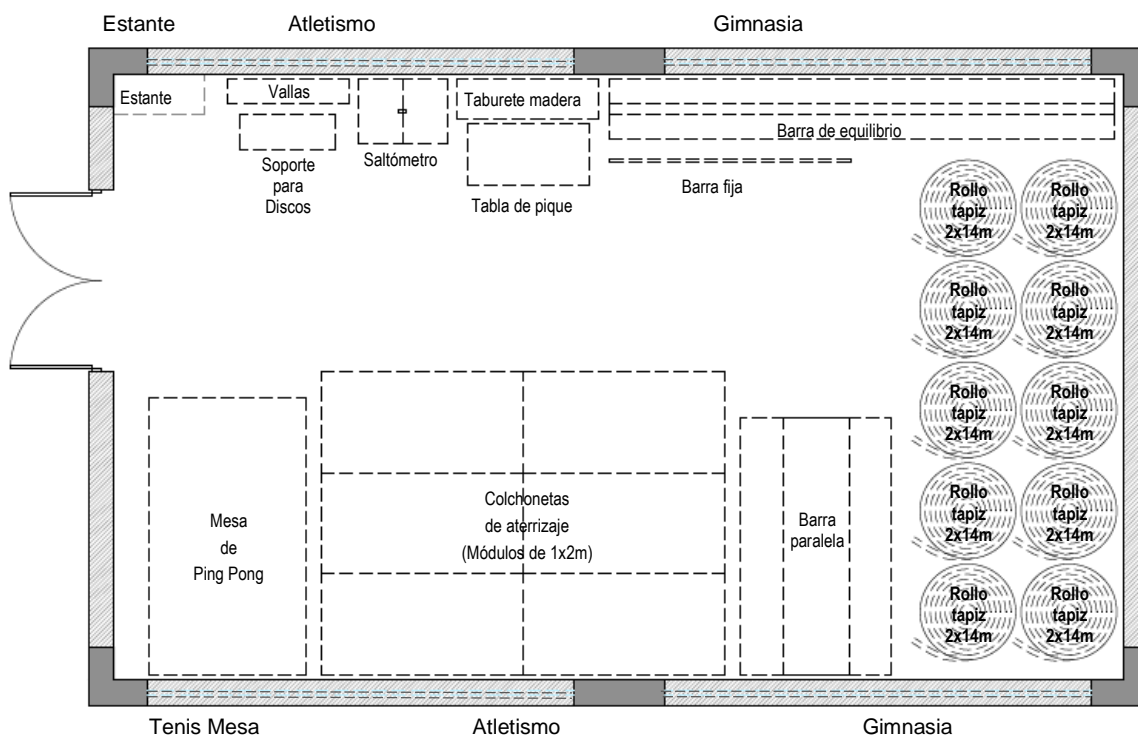 Estante Atletismo Gimnasia
Estante
Vallas
Taburete madera
Barra de equilibrio
Soporte
para
Discos
Saltómetro
Tabla de pique
Barra fija
Rollo
tapiz
2x14m
Rollo
tapiz
2x14m
Rollo
tapiz
2x14m
Rollo
tapiz
2x14m
Rollo
tapiz
2x14m
Rollo
tapiz
2x14m
Rollo
tapiz
2x14m
Rollo
tapiz
2x14m
Rollo
tapiz
2x14m
Rollo
tapiz
2x14m
Mesa
de
Ping Pong
Colchonetas
de aterrizaje
(Módulos de 1x2m)
Barra
paralela
Tenis Mesa Atletismo Gimnasia